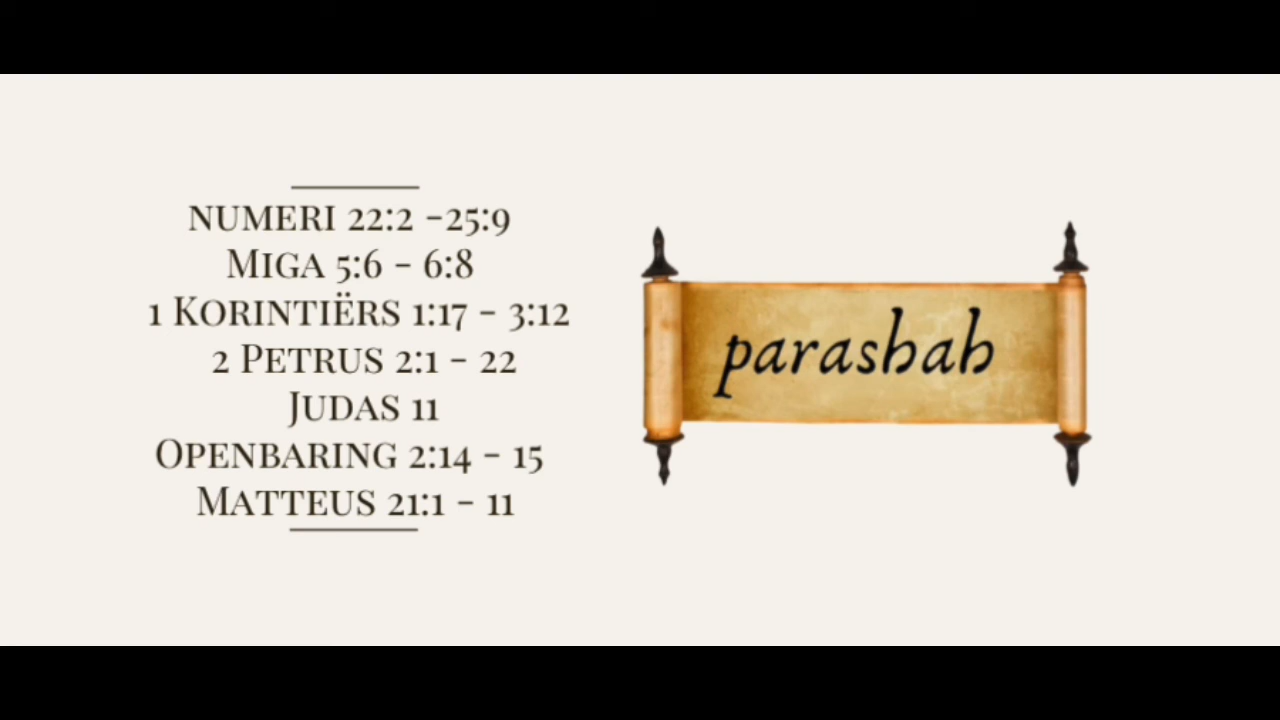 NUMERI 22:2 -25:9
MIGA 5:6 - 6:8
1 KORINTIËRS 1:17 - 3:12
2 PETRUS 2:1 - 22
JUDAS 11
OPENBARING 2:14 - 15
MATTEUS 21:1 - 11
parashah